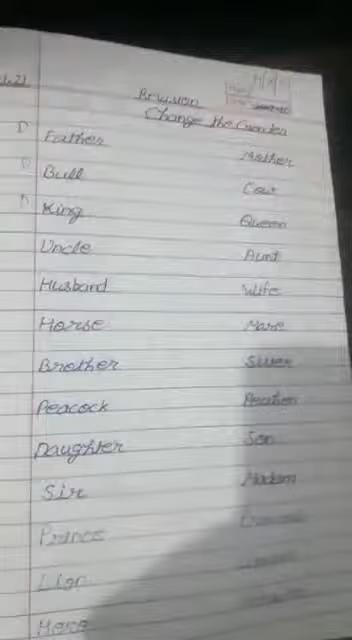 Revision
Change the Gender
Father Mother
Bull Cow
King Queen
Uncle Aunt
Husband Wife
Horse Mare
Brother Sister
Peacock Peahen
Daughter Son
Sir Madam
Prince
Lion